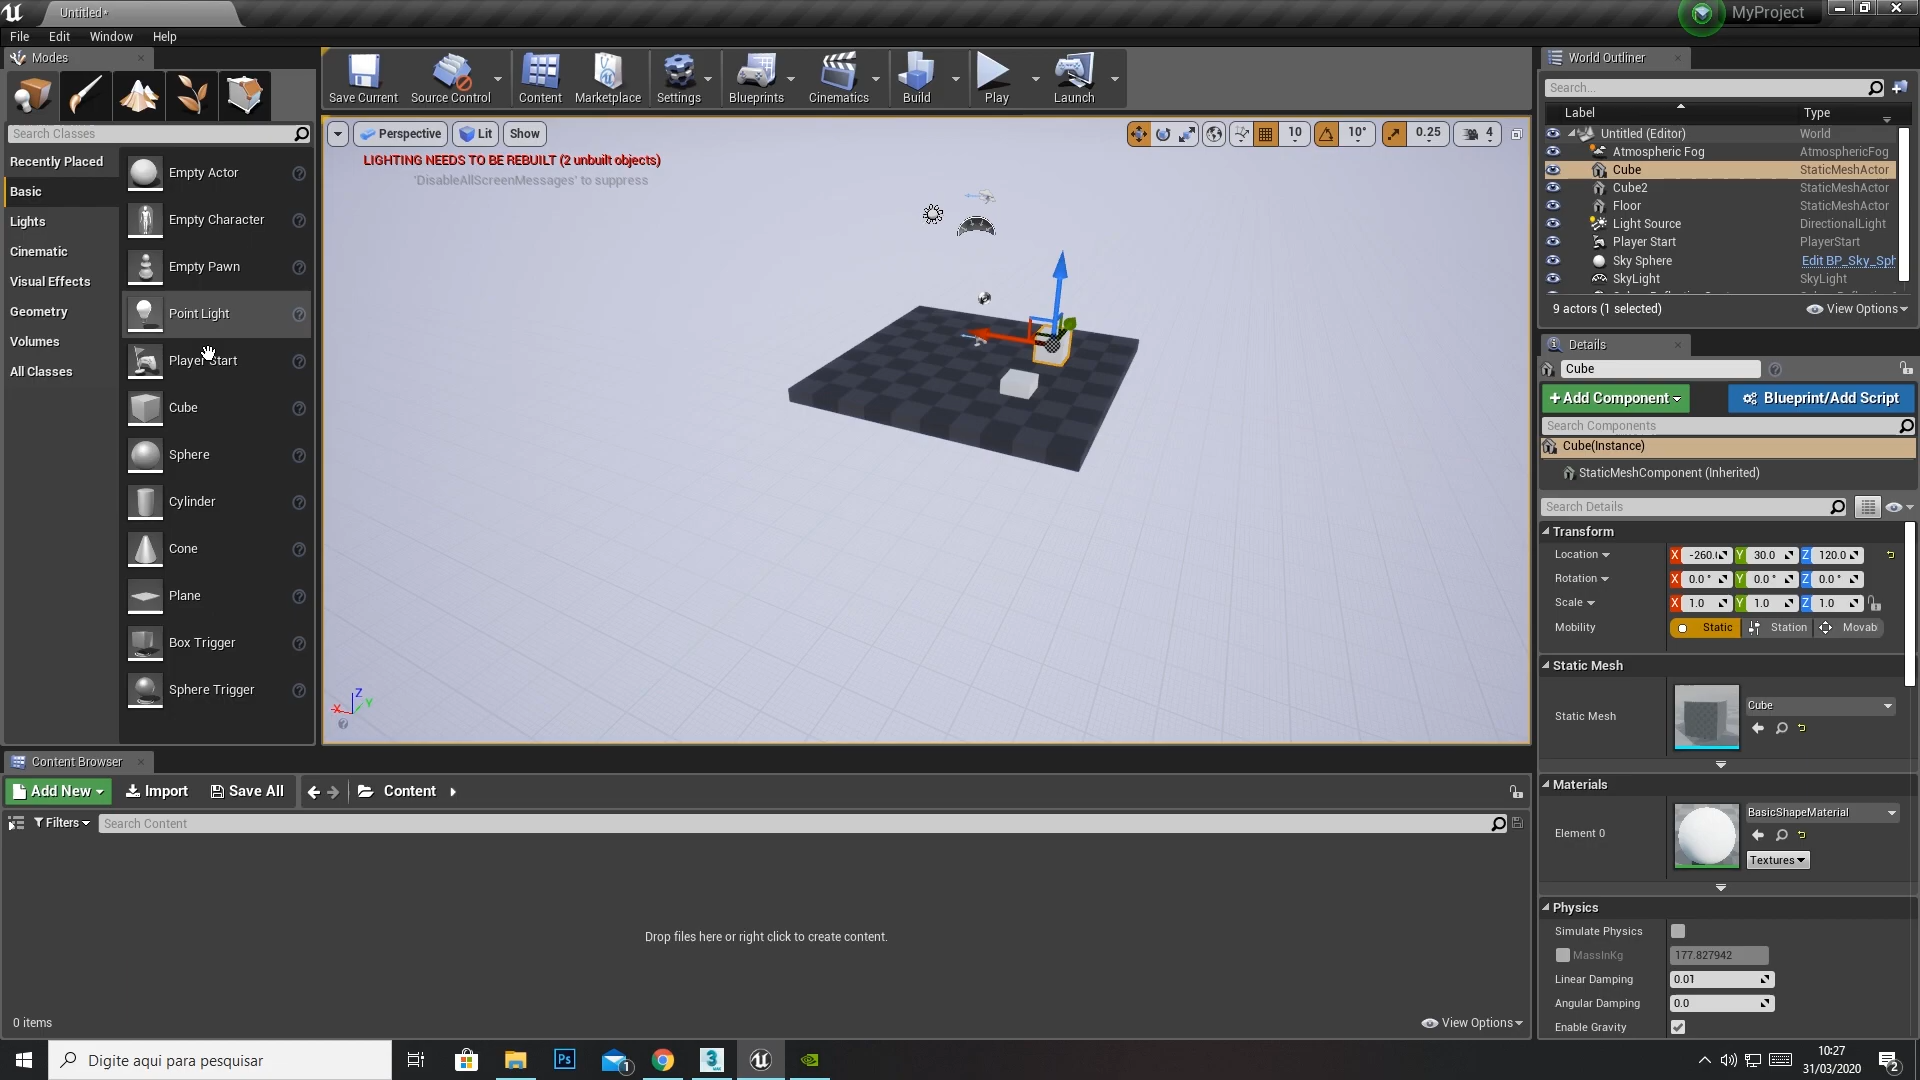 Untitled*
MyProject
File Edit Window Help
Modes
Save Current
Source Control
Content
Marketplace
Settings
Blueprints
Cinematics
Build
Play
Launch
Search Classes
Recently Placed
Basic
Lights
Cinematic
Visual Effects
Geometry
Volumes
All Classes
Empty Actor
Empty Character
Empty Pawn
Point Light
Player Start
Cube
Sphere
Cylinder
Cone
Plane
Box Trigger
Sphere Trigger
Perspective Lit Show
10 10° 0.25 4
LIGHTING NEEDS TO BE REBUILT (2 unbuilt objects)
'DisableAllScreenMessages' to suppress
Z
X Y
World Outliner
Search...
Label Type
Untitled (Editor) World
Atmospheric Fog AtmosphericFog
Cube StaticMeshActor
Cube2 StaticMeshActor
Floor StaticMeshActor
Light Source DirectionalLight
Player Start PlayerStart
Sky Sphere Edit BP_Sky_Sph
SkyLight SkyLight
9 actors (1 selected) View Options
Details
Cube
+Add Component Blueprint/Add Script
Search Components
Cube(Instance)
StaticMeshComponent (Inherited)
Search Details
Transform
Location X -260.( Y 30.0 Z 120.0
Rotation X 0.0 ° Y 0.0 ° Z 0.0 °
Scale X 1.0 Y 1.0 Z 1.0
Mobility Static Station Movab
Static Mesh
Static Mesh Cube
Materials
Element 0 BasicShapeMaterial
Textures
Physics
Simulate Physics
MassInKg 177.827942
Linear Damping 0.01
Angular Damping 0.0
Enable Gravity
Content Browser
Add New Import Save All Content
Filters Search Content
Drop files here or right click to create content.
0 items View Options
Digite aqui para pesquisar
Ps
1
3
10:27
31/03/2020
2